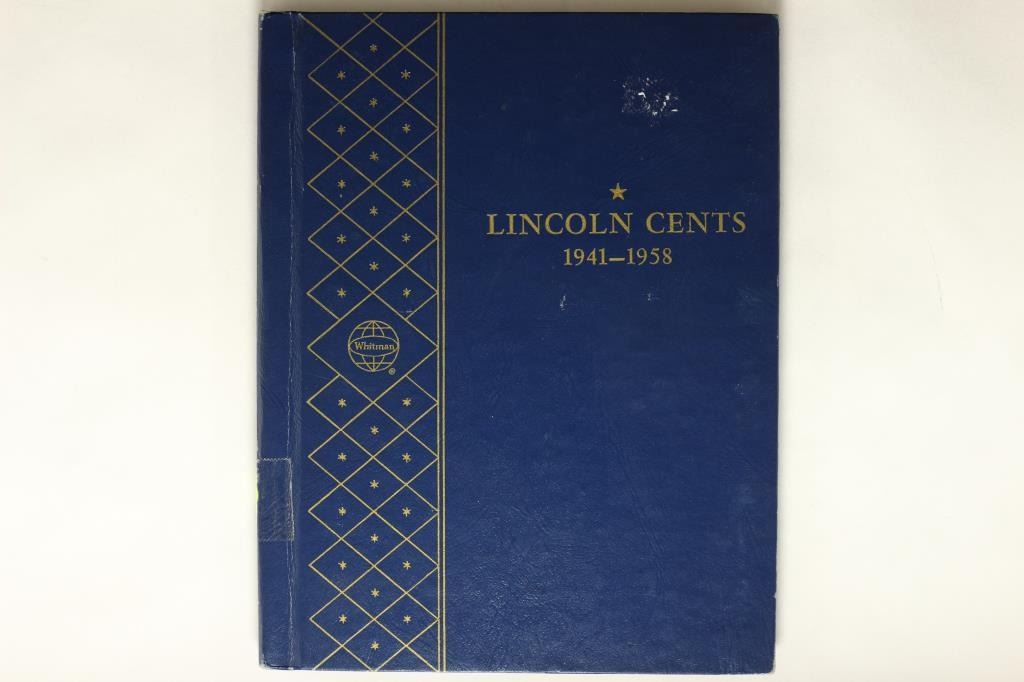 LINCOLN CENTS
1941–1958
Whitman
®